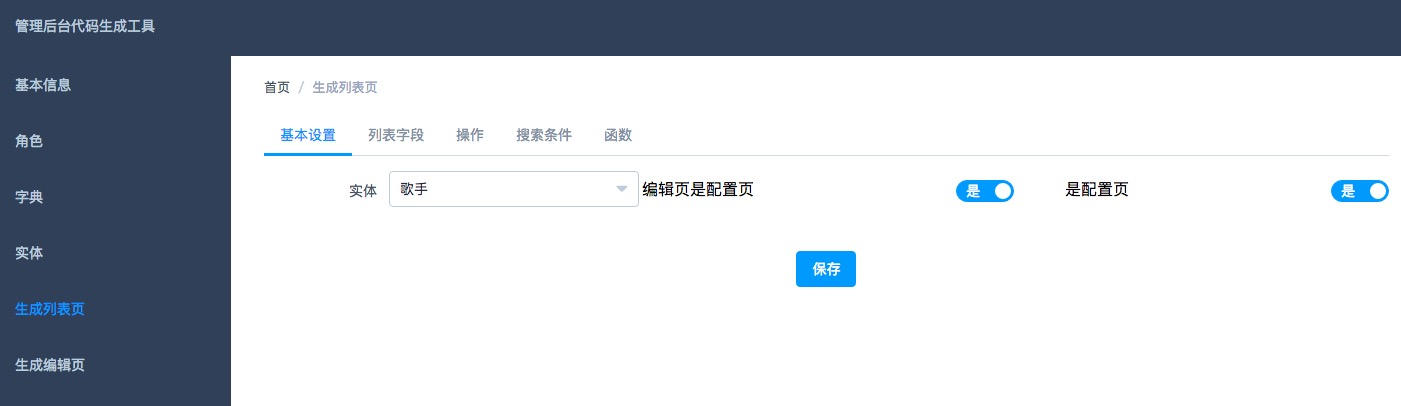 管理后台代码生成工具
基本信息
角色
字典
实体
生成列表页
生成编辑页
首页 / 生成列表页
基本设置 列表字段 操作 搜索条件 函数
实体 歌手 编辑页是配置页 是 是配置页 是
保存